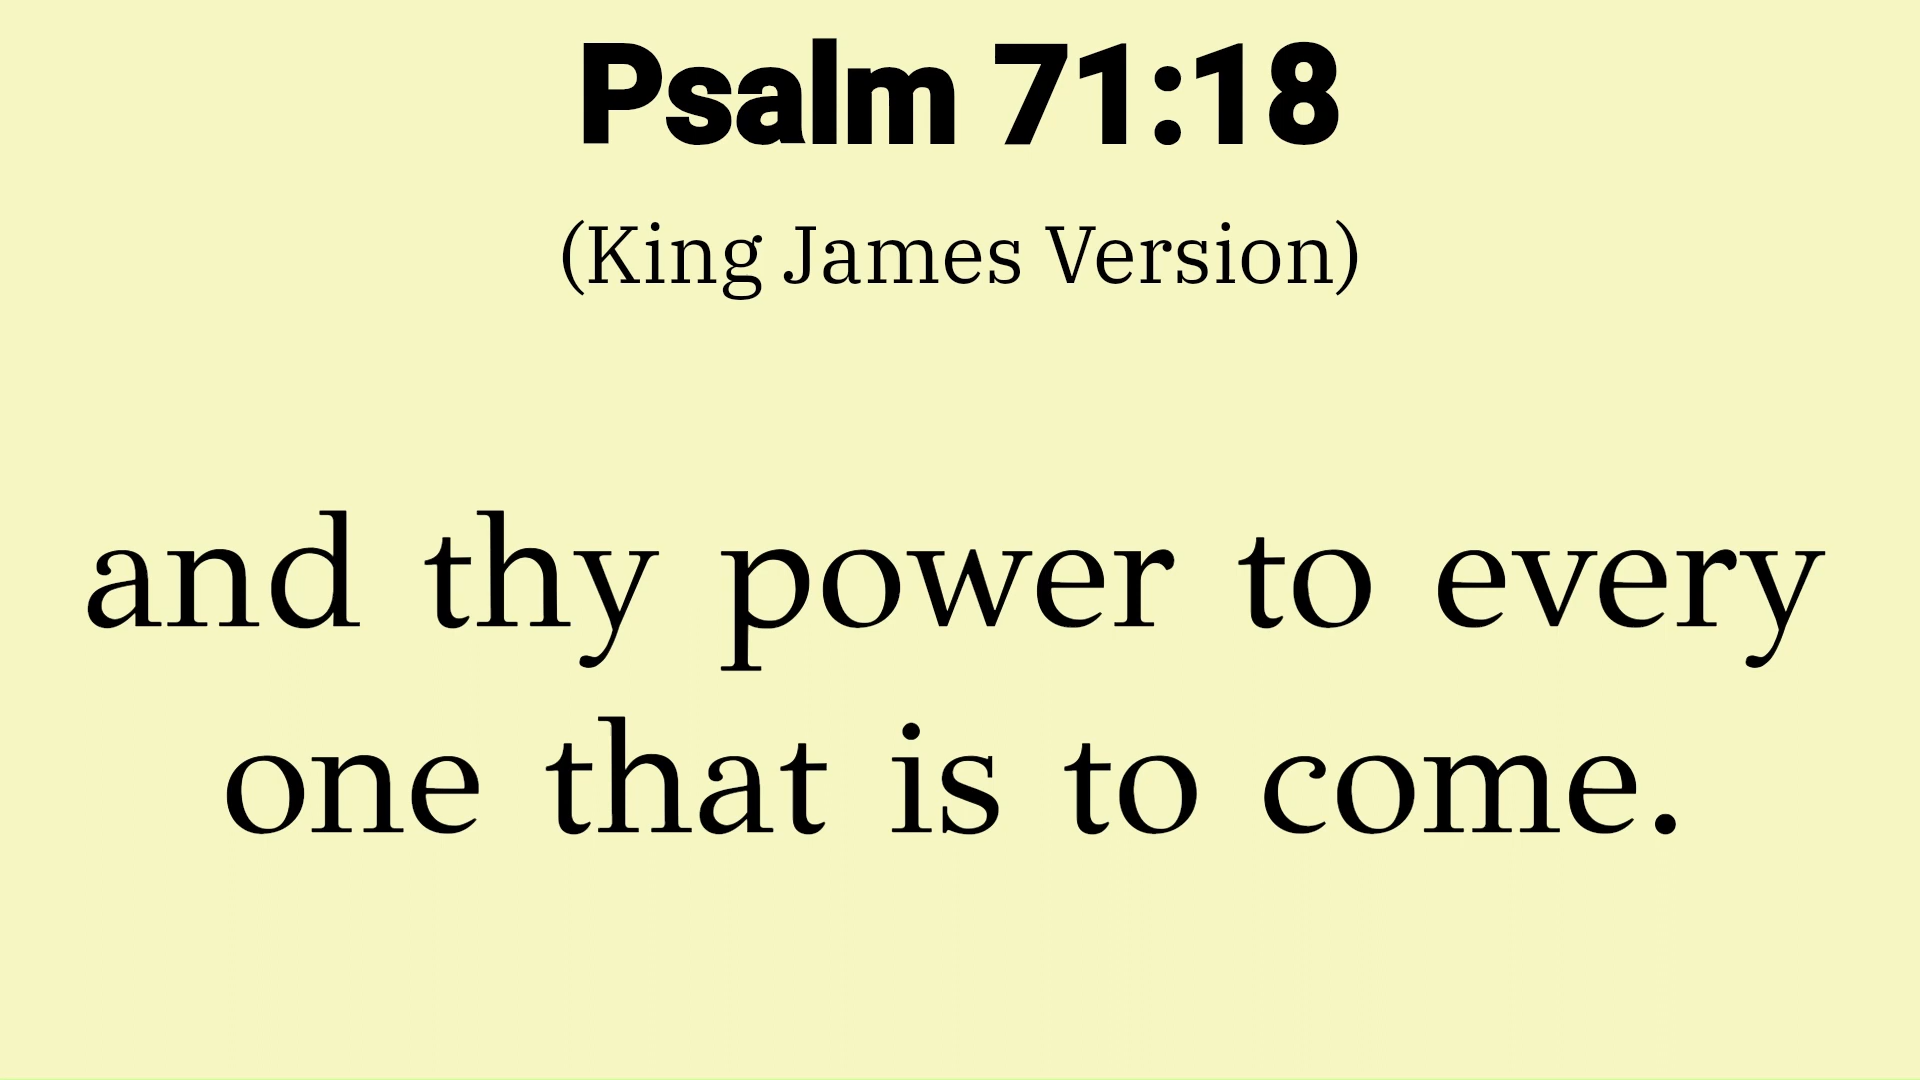 Psalm 71:18
(King James Version)
and thy power to every
one that is to come.